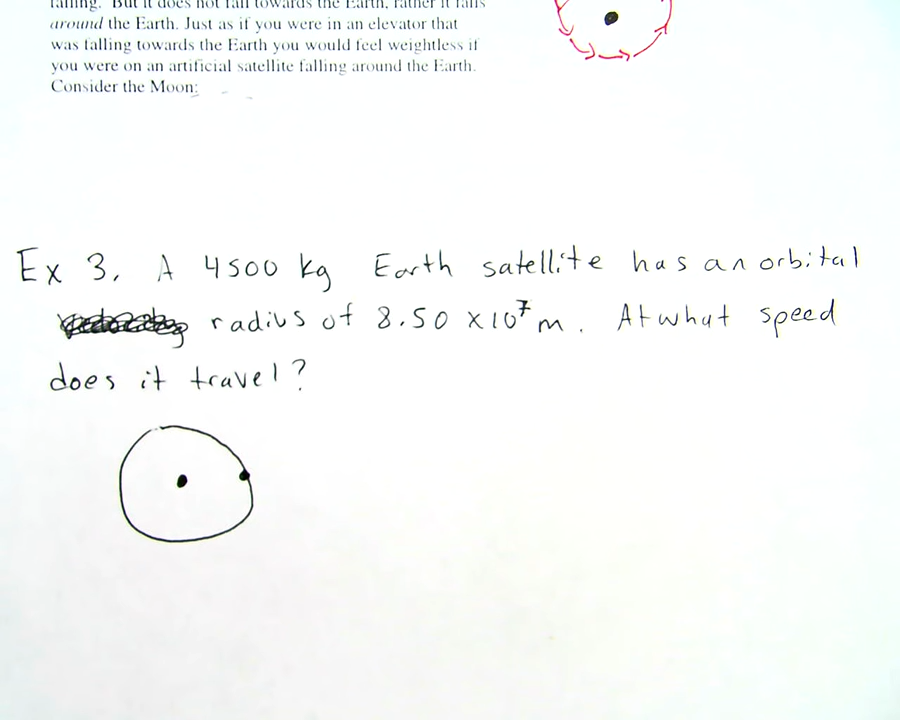 falling. But it does not fall towards the Earth, rather it falls
around the Earth. Just as if you were in an elevator that
was falling towards the Earth you would feel weightless if
you were on an artificial satellite falling around the Earth.
Consider the Moon:
Ex 3. A 4500 kg Earth satellite has an orbital
radius of 8.50 x10⁷ m. At what speed
does it travel?